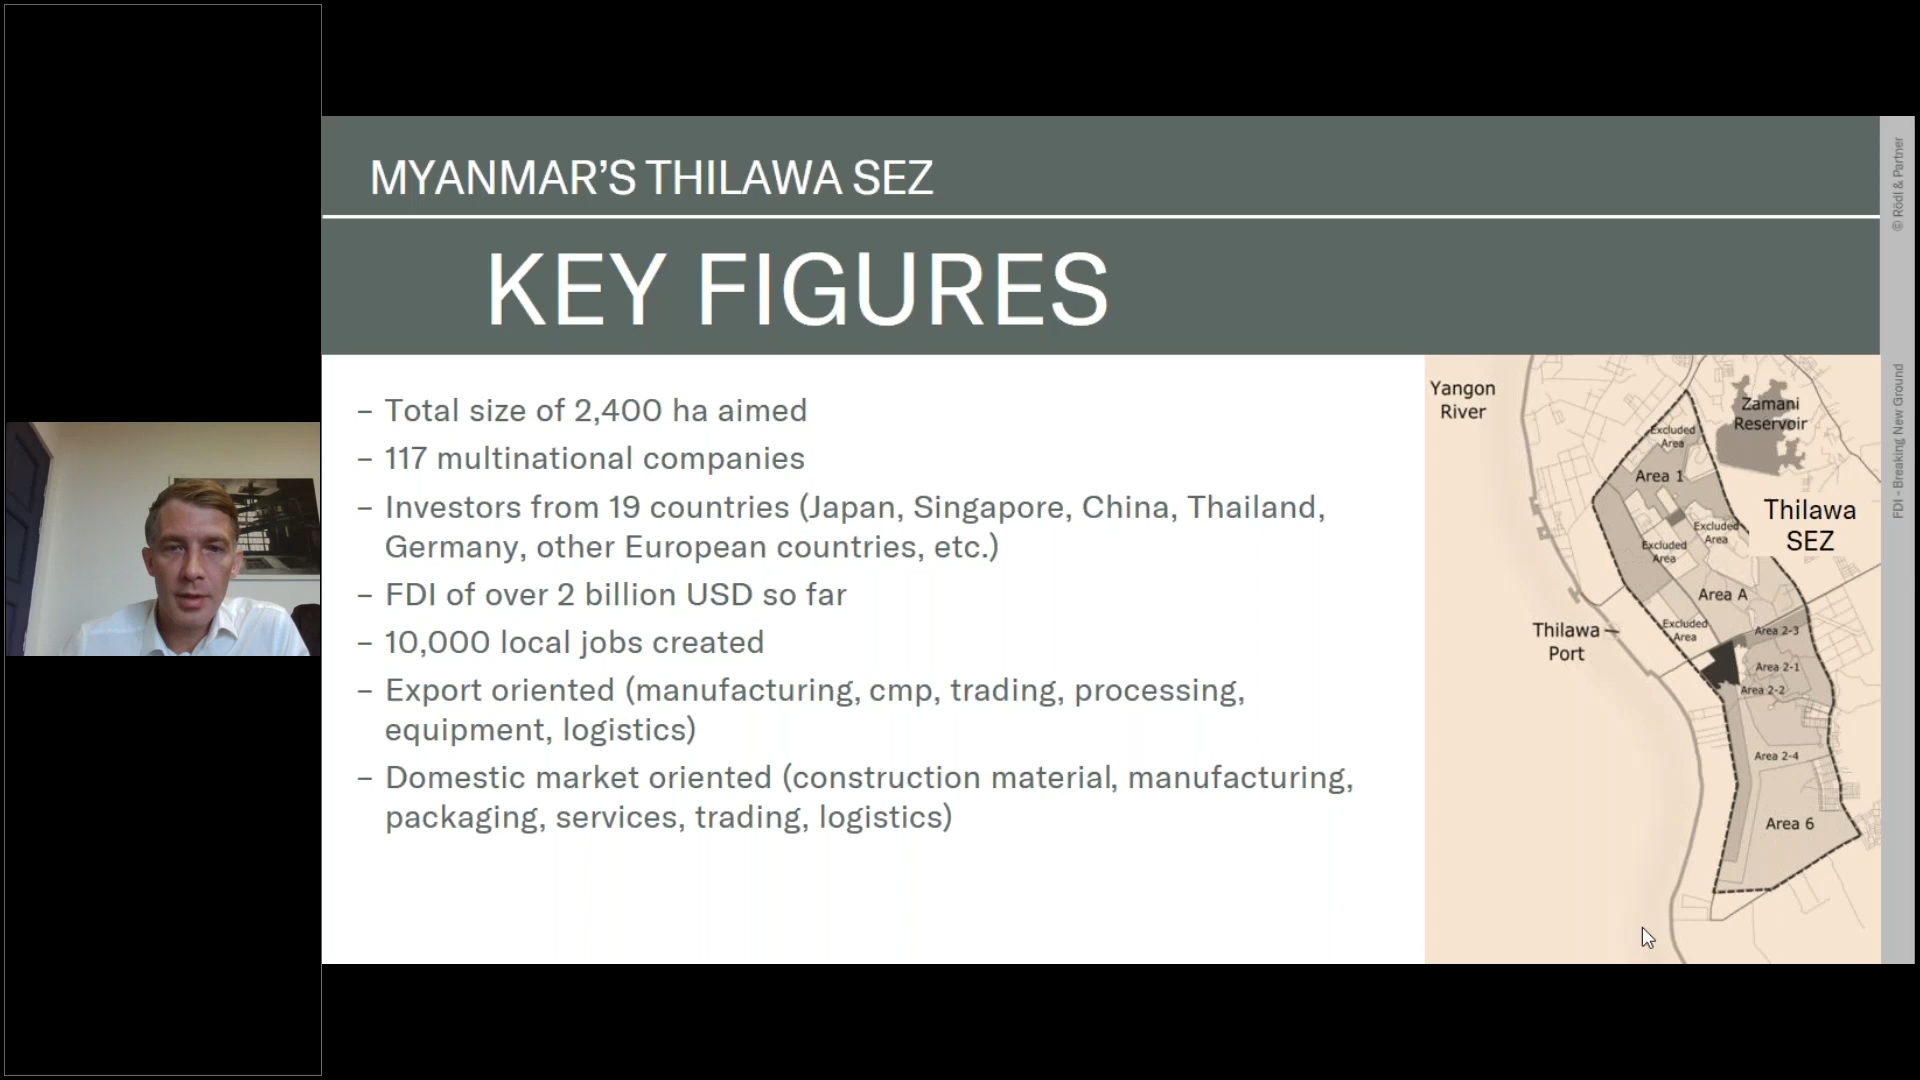 MYANMAR'S THILAWA SEZ
KEY FIGURES
– Total size of 2,400 ha aimed
– 117 multinational companies
– Investors from 19 countries (Japan, Singapore, China, Thailand,
Germany, other European countries, etc.)
– FDI of over 2 billion USD so far
– 10,000 local jobs created
– Export oriented (manufacturing, cmp, trading, processing,
equipment, logistics)
– Domestic market oriented (construction material, manufacturing,
packaging, services, trading, logistics)
Yangon
River
Zamani
Reservoir
Excluded
Area
Area 1
Thilawa
SEZ
Excluded
Area
Excluded
Area
Area A
Excluded
Area
Thilawa
Port
Area 2-3
Area 2-1
Area 2-2
Area 2-4
Area 6
© Rödl & Partner
FDI - Breaking New Ground